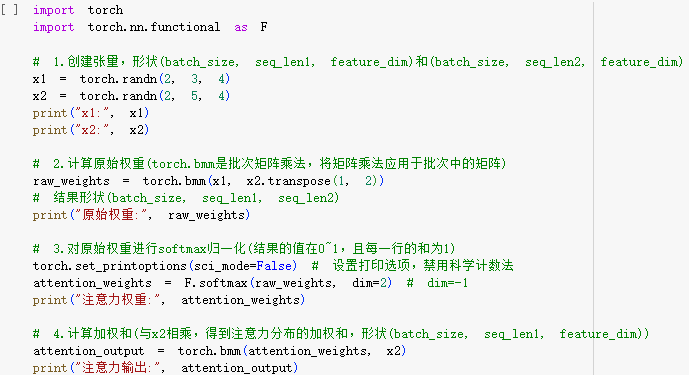 [ ] import torch
import torch.nn.functional as F
# 1.创建张量，形状(batch_size, seq_len1, feature_dim)和(batch_size, seq_len2, feature_dim)
x1 = torch.randn(2, 3, 4)
x2 = torch.randn(2, 5, 4)
print("x1:", x1)
print("x2:", x2)
# 2.计算原始权重(torch.bmm是批次矩阵乘法，将矩阵乘法应用于批次中的矩阵)
raw_weights = torch.bmm(x1, x2.transpose(1, 2))
# 结果形状(batch_size, seq_len1, seq_len2)
print("原始权重:", raw_weights)
# 3.对原始权重进行softmax归一化(结果的值在0~1，且每一行的和为1)
torch.set_printoptions(sci_mode=False) # 设置打印选项，禁用科学计数法
attention_weights = F.softmax(raw_weights, dim=2) # dim=-1
print("注意力权重:", attention_weights)
# 4.计算加权和(与x2相乘，得到注意力分布的加权和，形状(batch_size, seq_len1, feature_dim))
attention_output = torch.bmm(attention_weights, x2)
print("注意力输出:", attention_output)